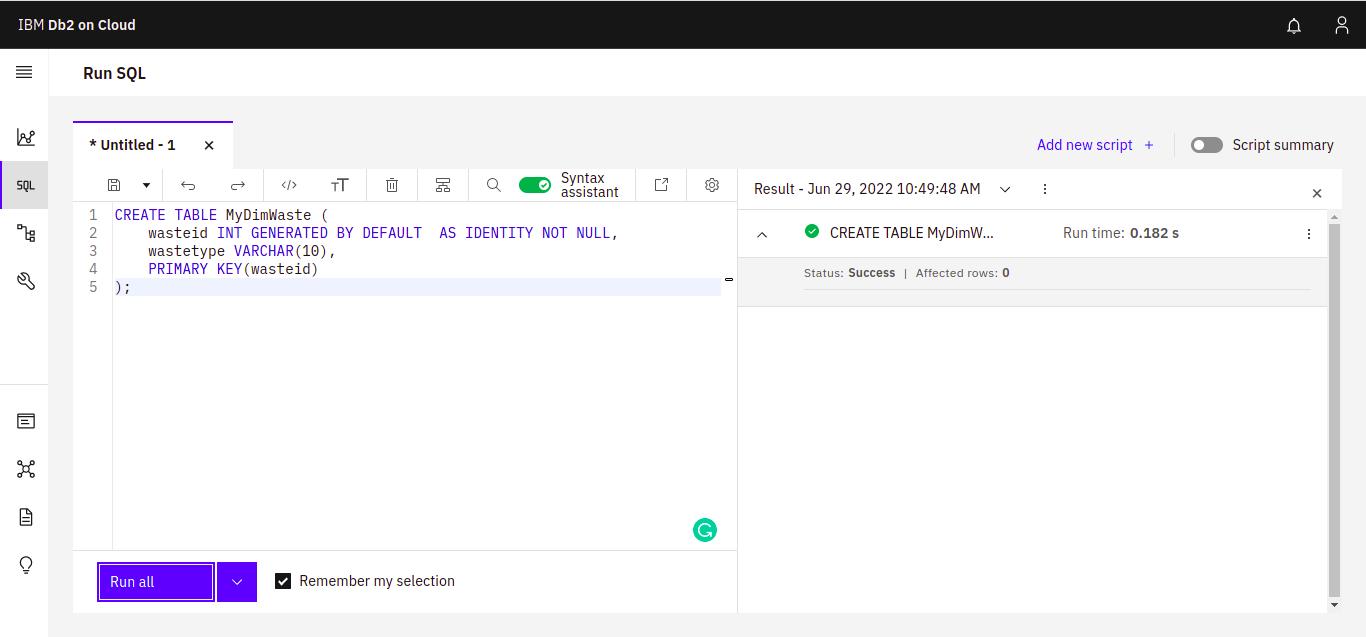 IBM Db2 on Cloud
Run SQL
* Untitled - 1
Add new script +
Script summary
SQL
Syntax assistant
Result - Jun 29, 2022 10:49:48 AM
1 CREATE TABLE MyDimWaste (
2 wasteid INT GENERATED BY DEFAULT  AS IDENTITY NOT NULL,
3 wastetype VARCHAR(10),
4 PRIMARY KEY(wasteid)
5 );
CREATE TABLE MyDimW...
Run time: 0.182 s
Status: Success | Affected rows: 0
Run all
Remember my selection